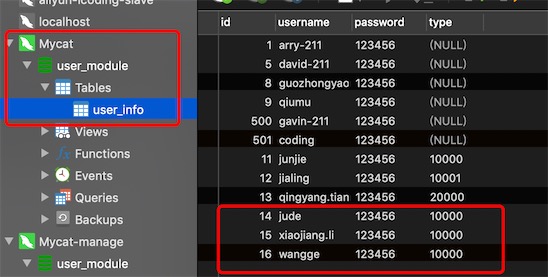 aliyun-icoding-slave
localhost
Mycat
user_module
Tables
user_info
Views
Functions
Events
Queries
Backups
Mycat-manage
user_module
id username password type
1 arry-211 123456 (NULL)
5 david-211 123456 (NULL)
8 guozhongyao 123456 (NULL)
9 qiumu 123456 (NULL)
500 gavin-211 123456 (NULL)
501 coding 123456 (NULL)
11 junjie 123456 10000
12 jialing 123456 10001
13 qingyang.tian 123456 20000
14 jude 123456 10000
15 xiaojiang.li 123456 10000
16 wangge 123456 10000